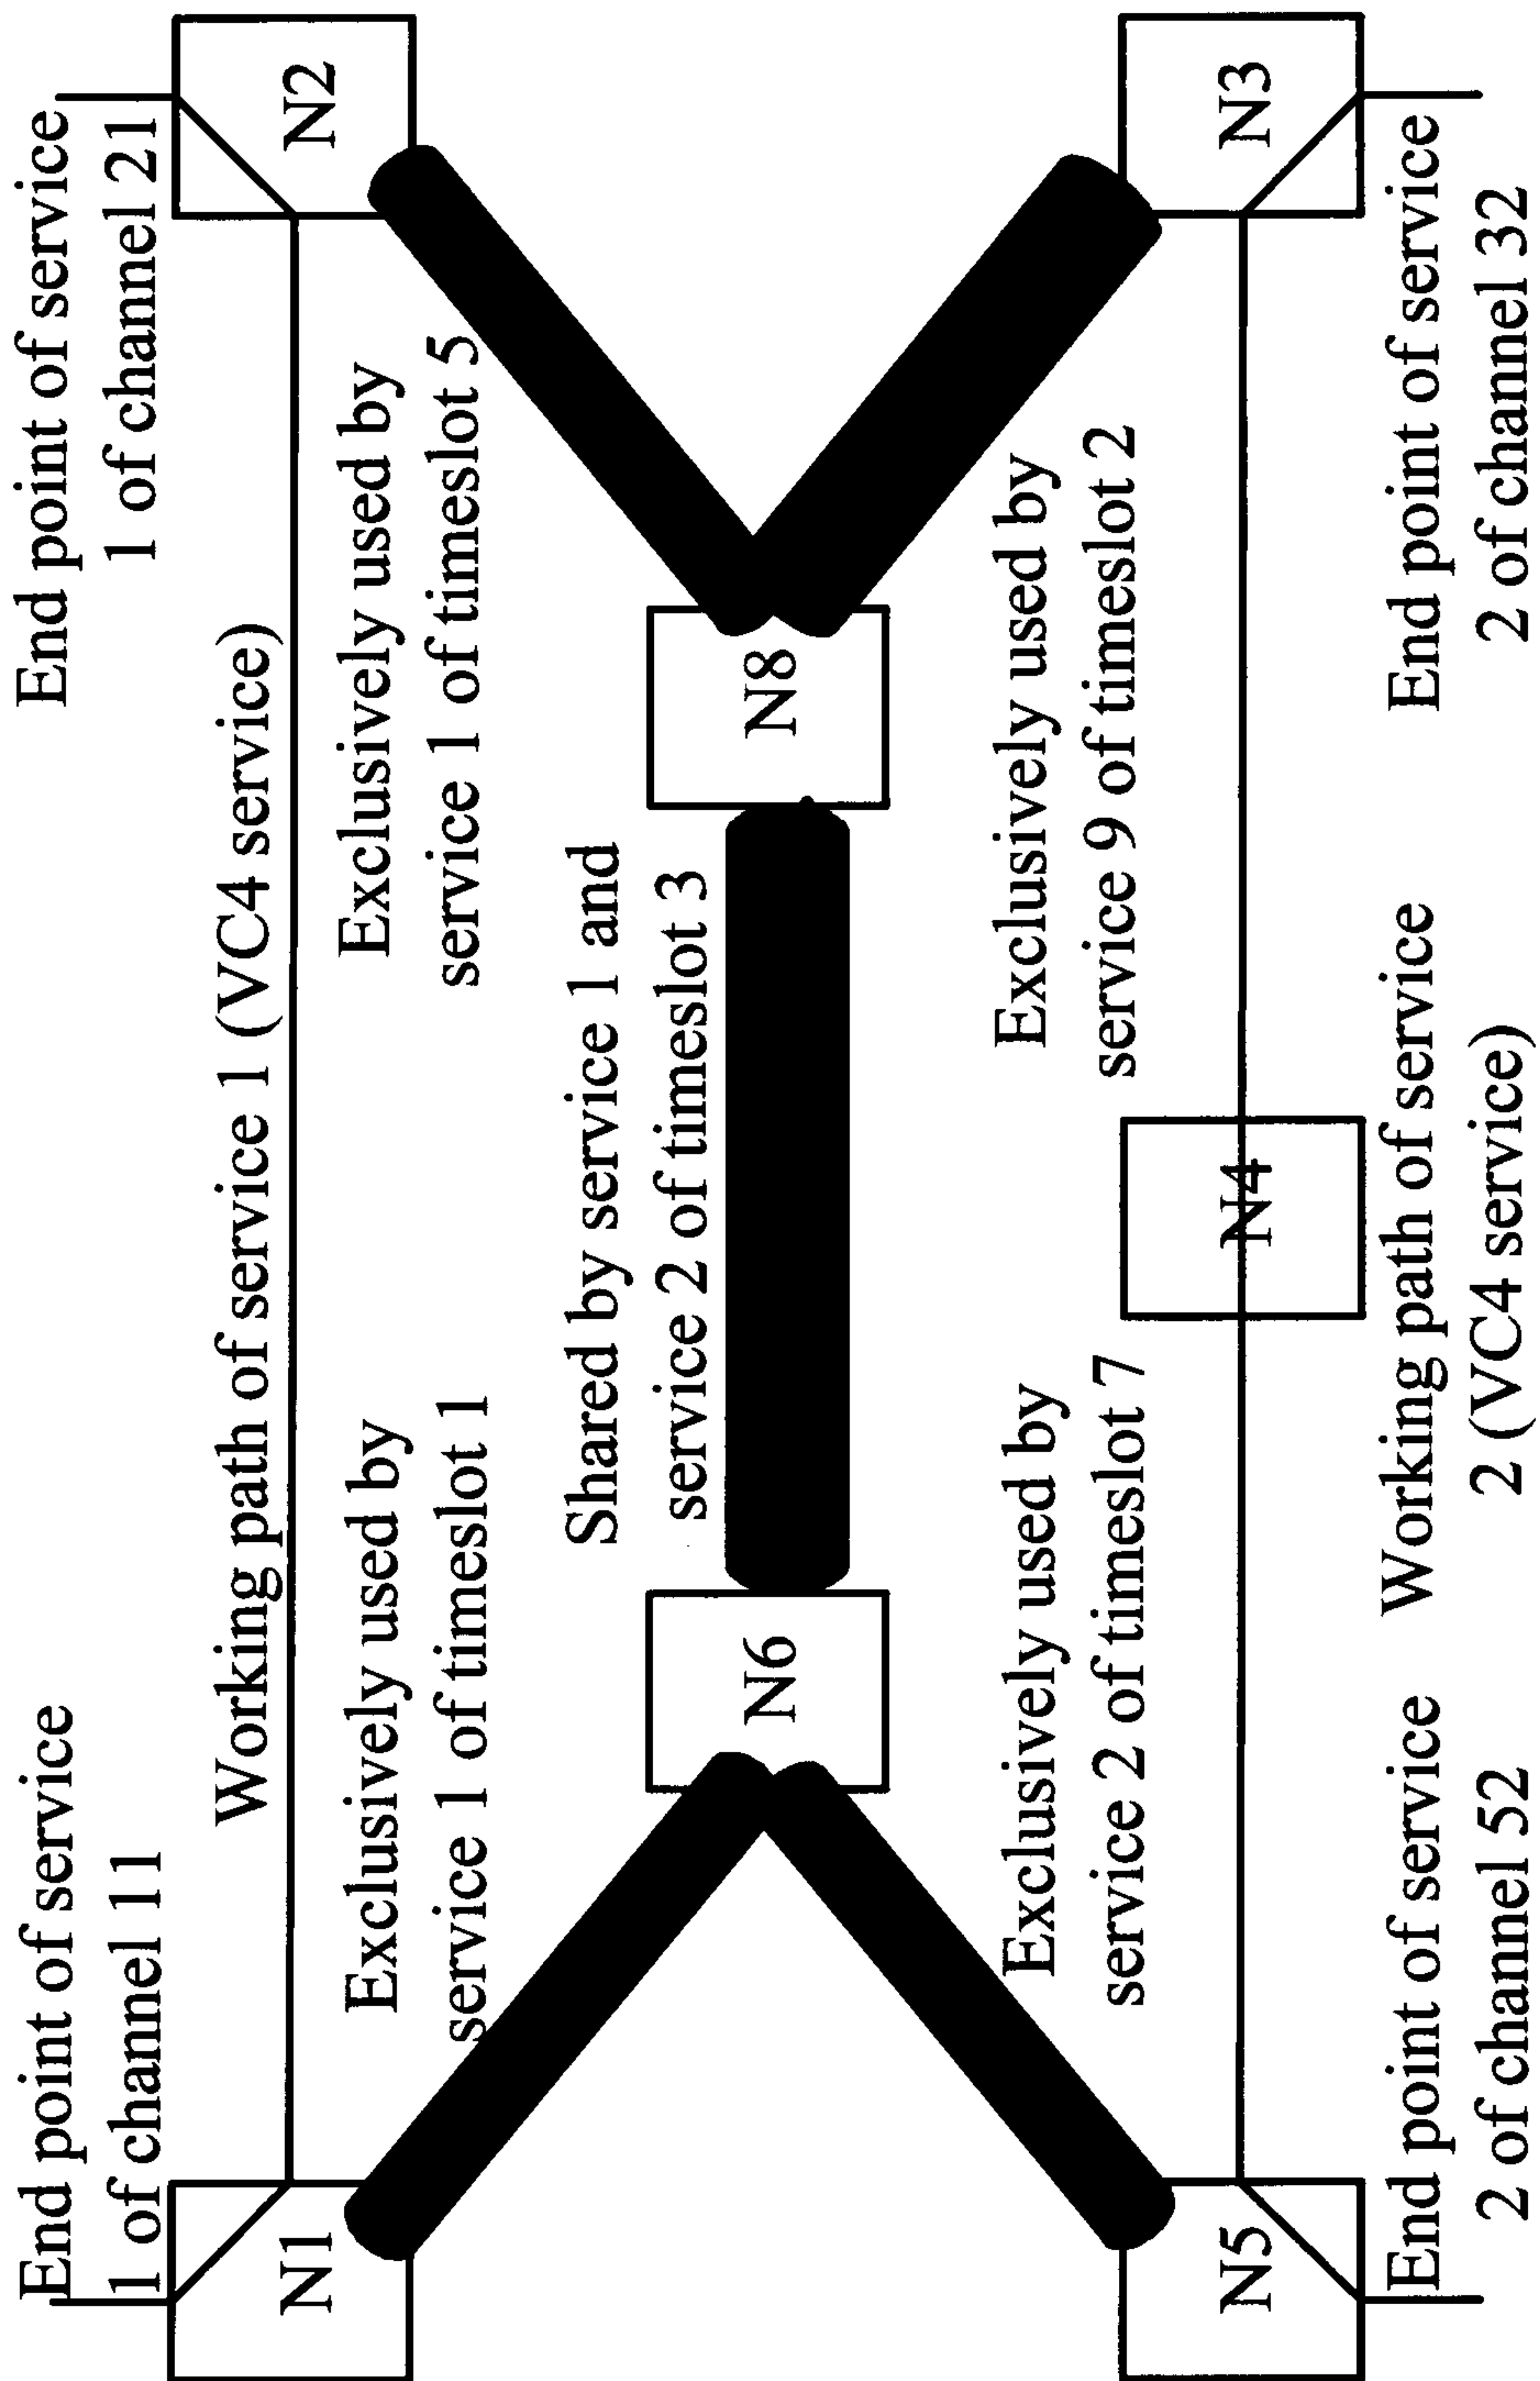 End point of service
1 of channel 11
End point of service
1 of channel 21
Working path of service 1 (VC4 service)
N1
N2
Exclusively used by
service 1 of timeslot 1
Exclusively used by
service 1 of timeslot 5
Shared by service 1 and
service 2 of timeslot 3
N6
N8
Exclusively used by
service 2 of timeslot 7
Exclusively used by
service 9 of timeslot 2
N5
N4
N3
End point of service
2 of channel 52
Working path of service
2 (VC4 service)
End point of service
2 of channel 32